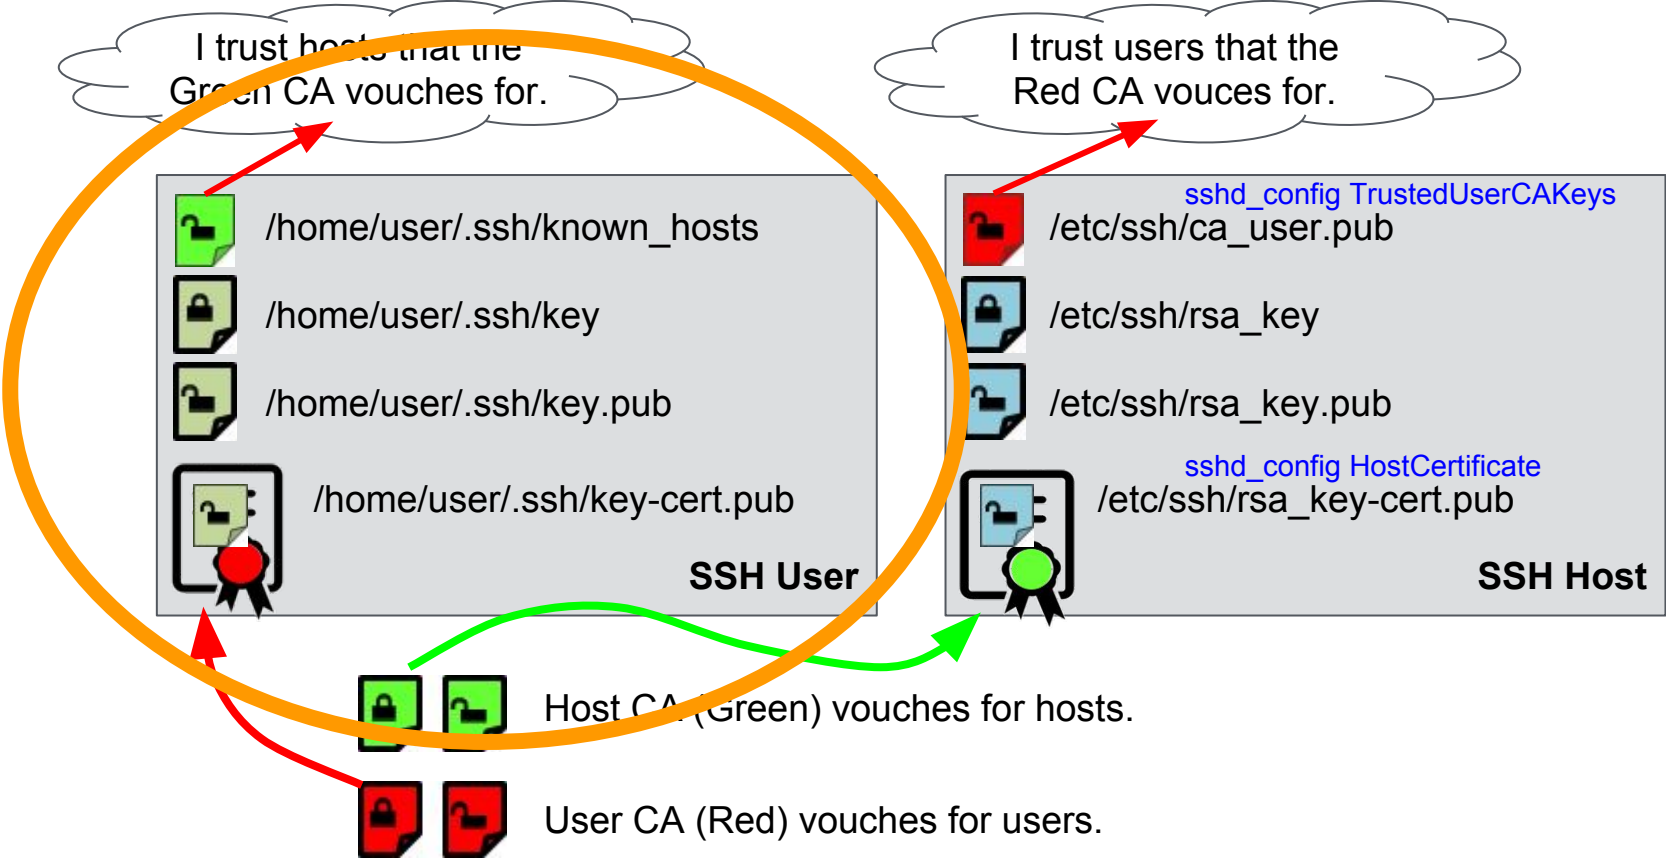 I trust hosts that the
Green CA vouches for.
I trust users that the
Red CA vouces for.
/home/user/.ssh/known_hosts
/home/user/.ssh/key
/home/user/.ssh/key.pub
/home/user/.ssh/key-cert.pub
SSH User
sshd_config TrustedUserCAKeys
/etc/ssh/ca_user.pub
/etc/ssh/rsa_key
/etc/ssh/rsa_key.pub
sshd_config HostCertificate
/etc/ssh/rsa_key-cert.pub
SSH Host
Host CA (Green) vouches for hosts.
User CA (Red) vouches for users.